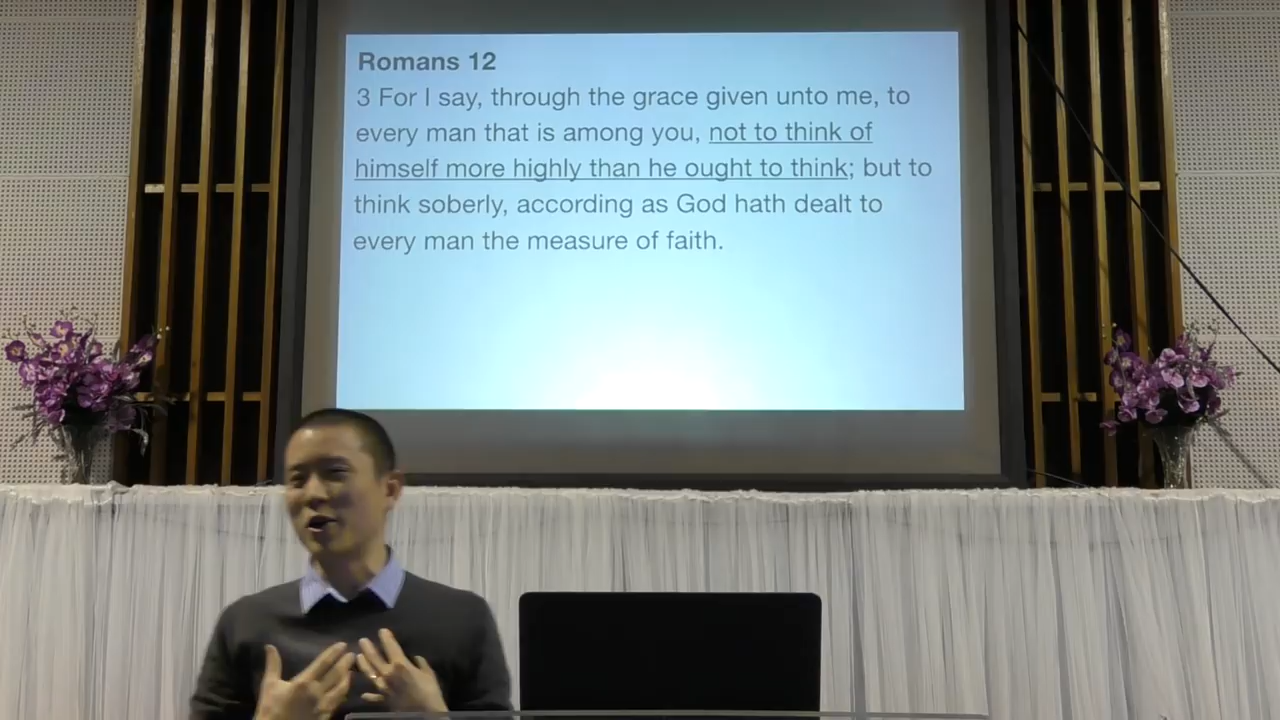 Romans 12
3 For I say, through the grace given unto me, to
every man that is among you, not to think of
himself more highly than he ought to think; but to
think soberly, according as God hath dealt to
every man the measure of faith.